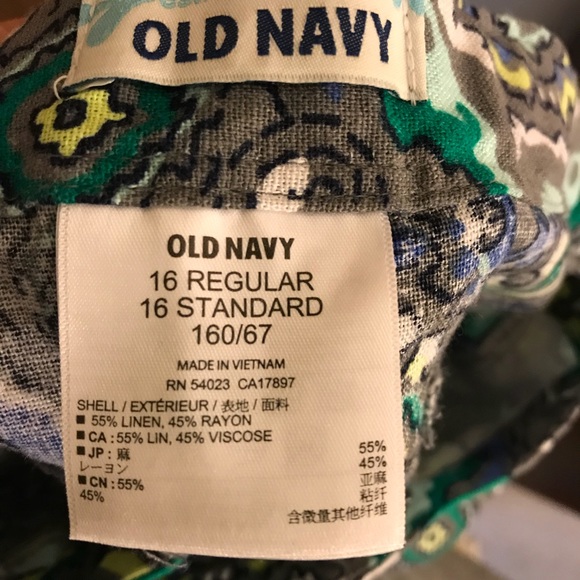 OLD NAVY
OLD NAVY
16 REGULAR
16 STANDARD
160/67
MADE IN VIETNAM
RN 54023 CA17897
SHELL / EXTÉRIEUR / 表地 / 面料
■ 55% LINEN, 45% RAYON
■ CA : 55% LIN, 45% VISCOSE
■ JP : 麻 55%
レーヨン 45%
■ CN : 55% 亚麻
45% 粘纤
含微量其他纤维